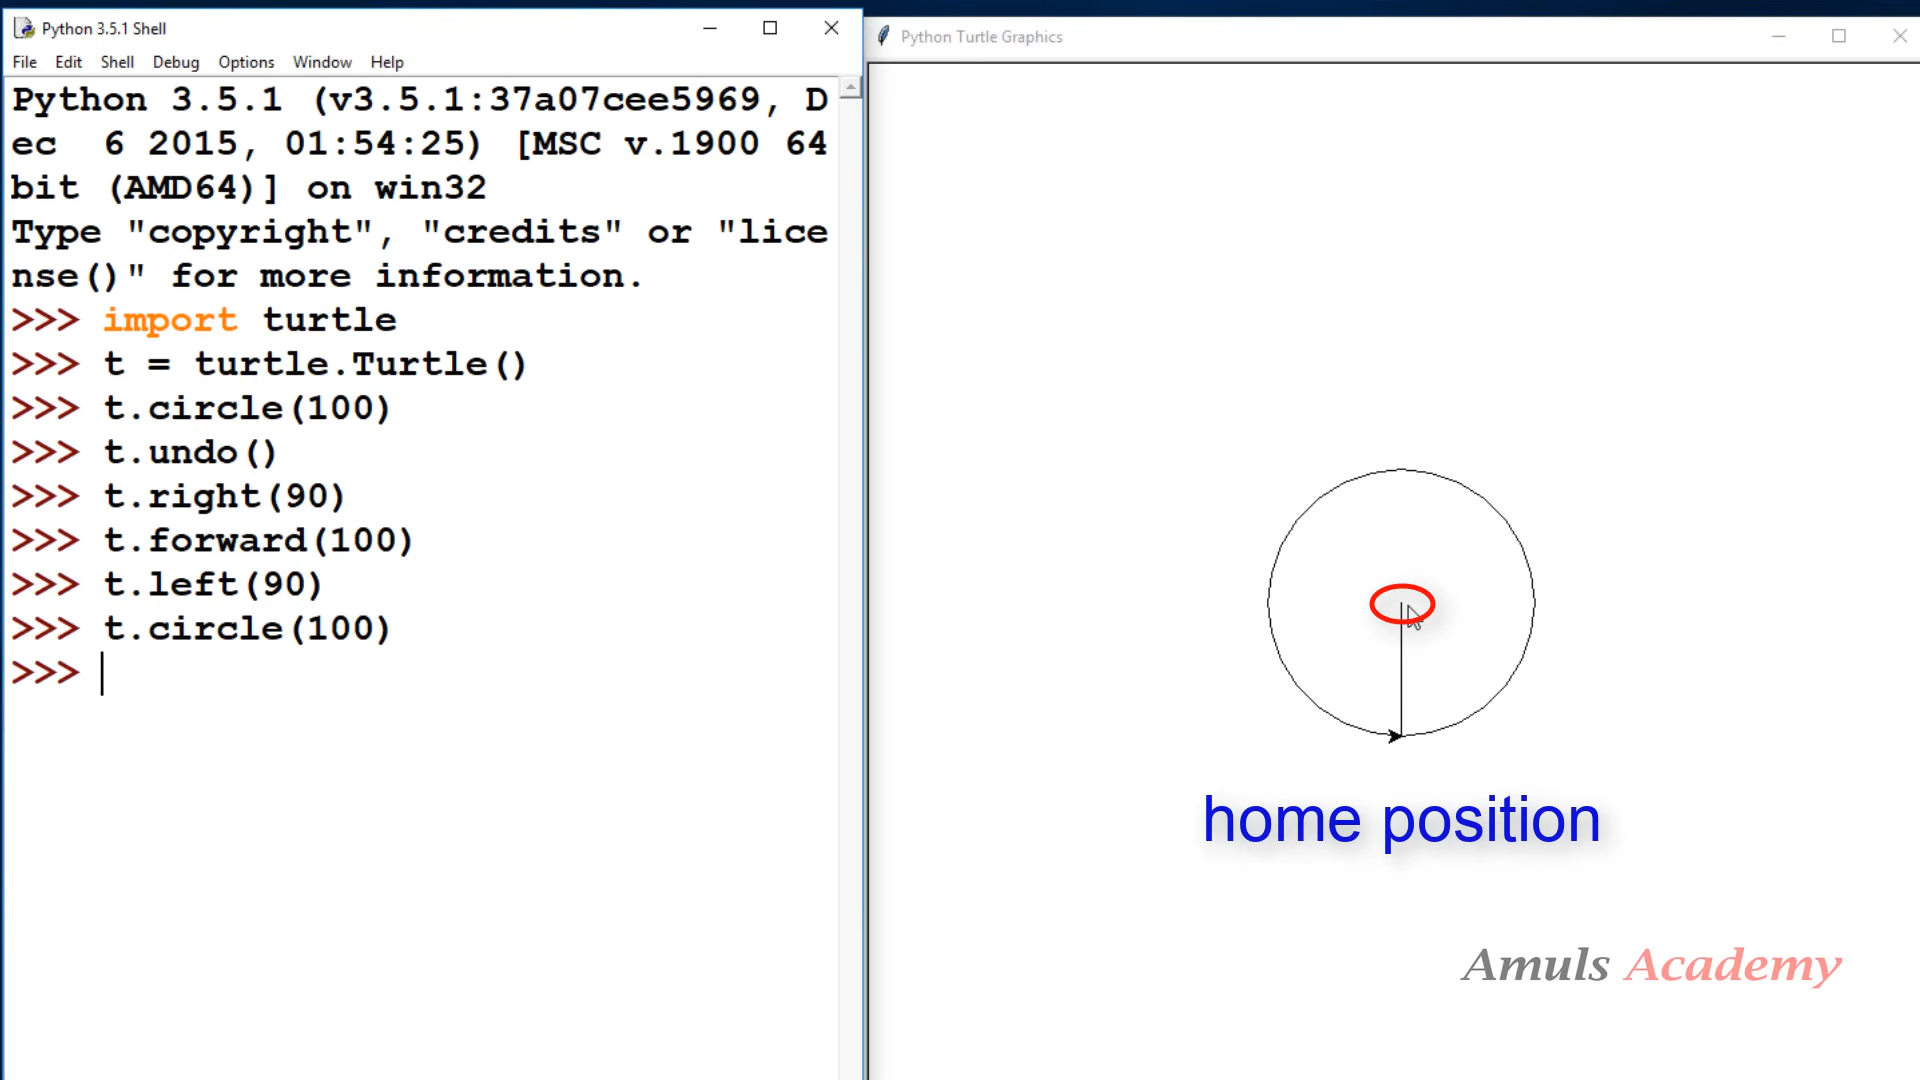 Python 3.5.1 Shell
File Edit Shell Debug Options Window Help
Python 3.5.1 (v3.5.1:37a07cee5969, D
ec  6 2015, 01:54:25) [MSC v.1900 64
bit (AMD64)] on win32
Type "copyright", "credits" or "lice
nse()" for more information.
>>> import turtle
>>> t = turtle.Turtle()
>>> t.circle(100)
>>> t.undo()
>>> t.right(90)
>>> t.forward(100)
>>> t.left(90)
>>> t.circle(100)
>>>
Python Turtle Graphics
home position
Amuls Academy